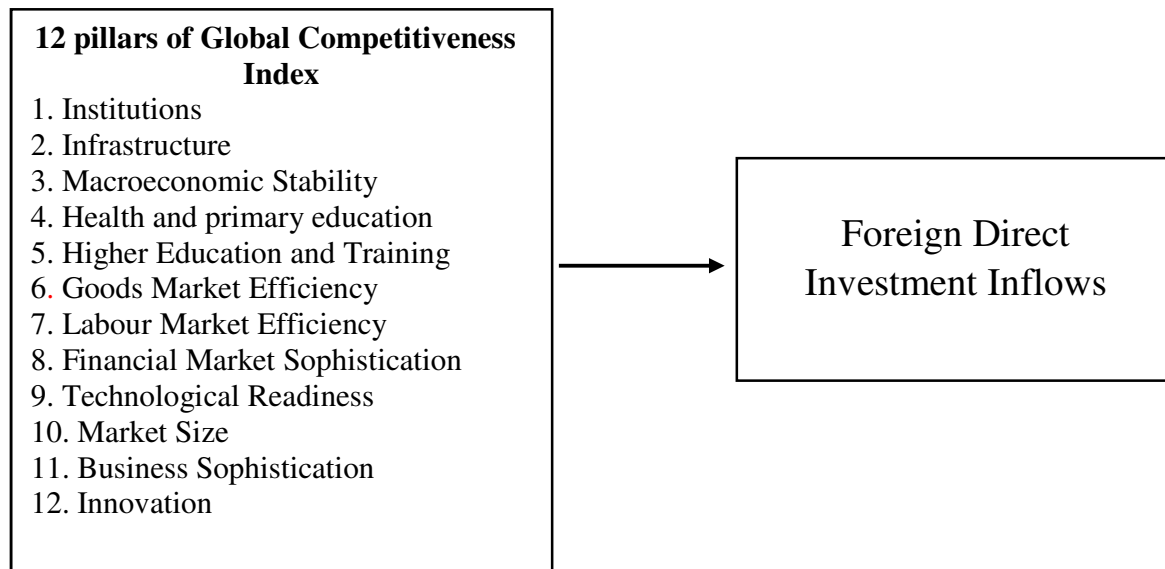 12 pillars of Global Competitiveness
Index
1. Institutions
2. Infrastructure
3. Macroeconomic Stability
4. Health and primary education
5. Higher Education and Training
6. Goods Market Efficiency
7. Labour Market Efficiency
8. Financial Market Sophistication
9. Technological Readiness
10. Market Size
11. Business Sophistication
12. Innovation
Foreign Direct
Investment Inflows